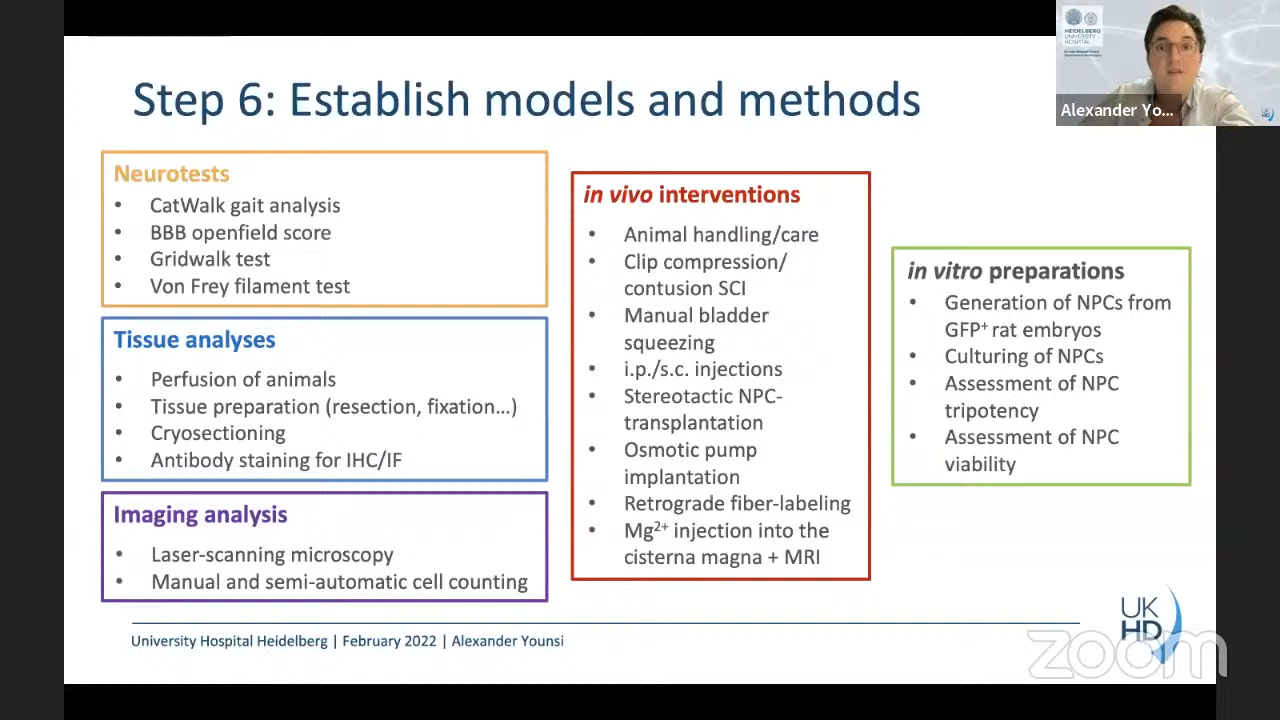 Step 6: Establish models and methods
Neurotests
• CatWalk gait analysis
• BBB openfield score
• Gridwalk test
• Von Frey filament test
Tissue analyses
• Perfusion of animals
• Tissue preparation (resection, fixation...)
• Cryosectioning
• Antibody staining for IHC/IF
Imaging analysis
• Laser-scanning microscopy
• Manual and semi-automatic cell counting
in vivo interventions
• Animal handling/care
• Clip compression/
contusion SCI
• Manual bladder
squeezing
• i.p./s.c. injections
• Stereotactic NPC-
transplantation
• Osmotic pump
implantation
• Retrograde fiber-labeling
• Mg²⁺ injection into the
cisterna magna + MRI
in vitro preparations
• Generation of NPCs from
GFP⁺ rat embryos
• Culturing of NPCs
• Assessment of NPC
tripotency
• Assessment of NPC
viability
University Hospital Heidelberg | February 2022 | Alexander Younsi
UK
HD
zoom
HEIDELBERG
UNIVERSITY
HOSPITAL
Alexander Yo...